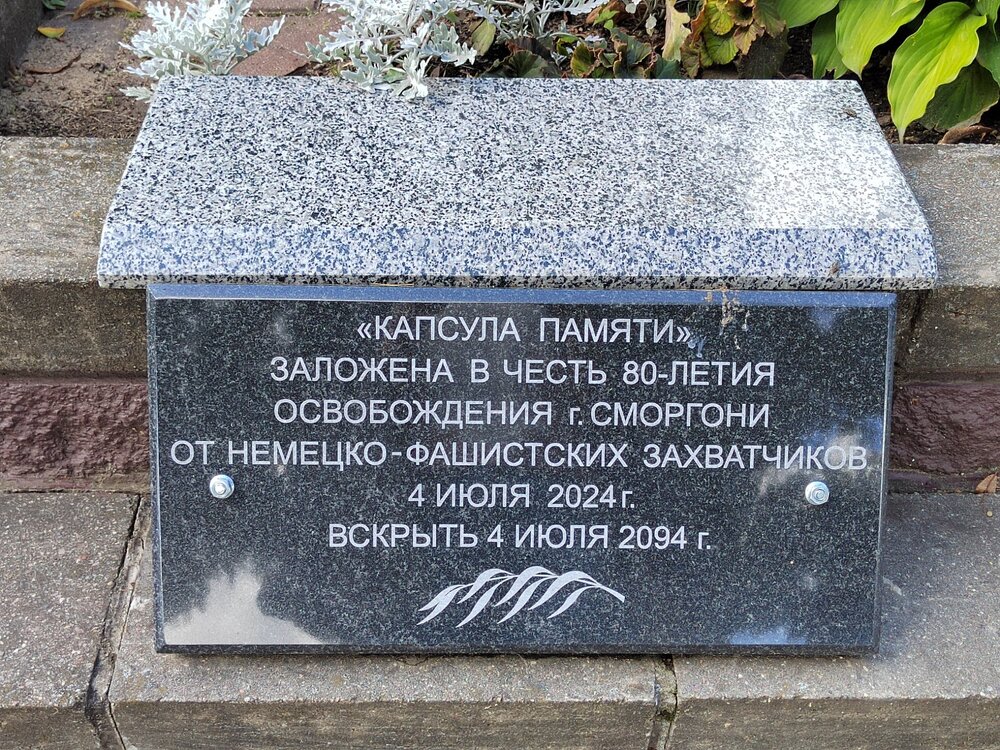 «КАПСУЛА ПАМЯТИ»
ЗАЛОЖЕНА В ЧЕСТЬ 80-ЛЕТИЯ
ОСВОБОЖДЕНИЯ г. СМОРГОНИ
ОТ НЕМЕЦКО-ФАШИСТСКИХ ЗАХВАТЧИКОВ
4 ИЮЛЯ 2024 г.
ВСКРЫТЬ 4 ИЮЛЯ 2094 г.